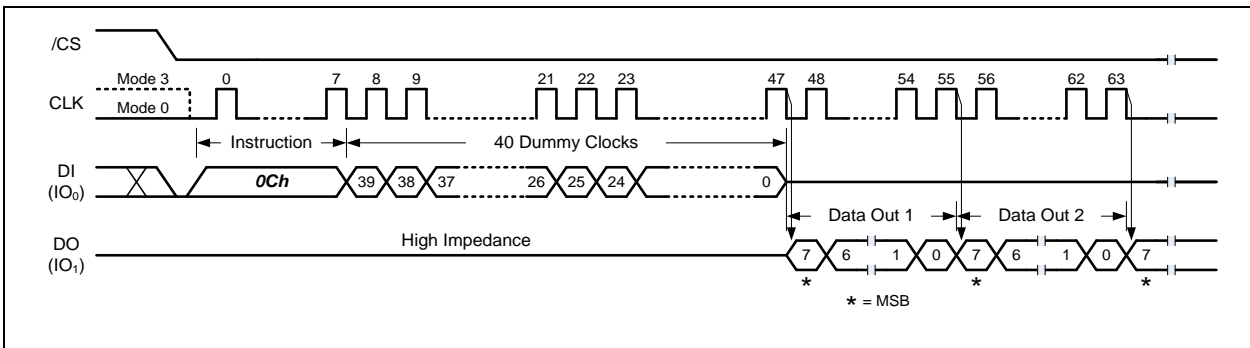 /CS
Mode 3 0 7 8 9 21 22 23 47 48 54 55 56 62 63
CLK
Mode 0
Instruction 40 Dummy Clocks
DI
(IO0)
0Ch 39 38 37 26 25 24 0
Data Out 1 Data Out 2
DO
(IO1)
High Impedance
7 6 1 0 7 6 1 0 7
* * *
* = MSB